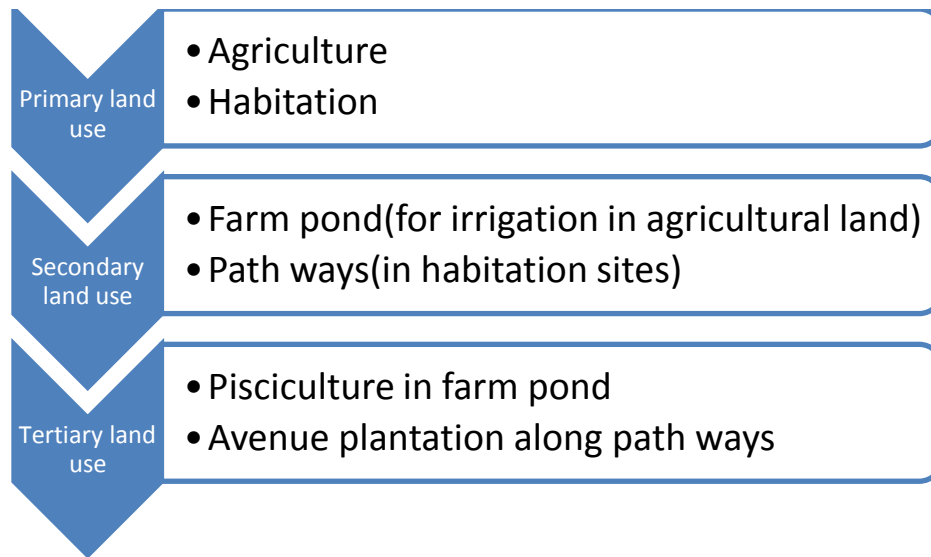 Primary land
use
• Agriculture
• Habitation
Secondary
land use
• Farm pond(for irrigation in agricultural land)
• Path ways(in habitation sites)
Tertiary land
use
• Pisciculture in farm pond
• Avenue plantation along path ways